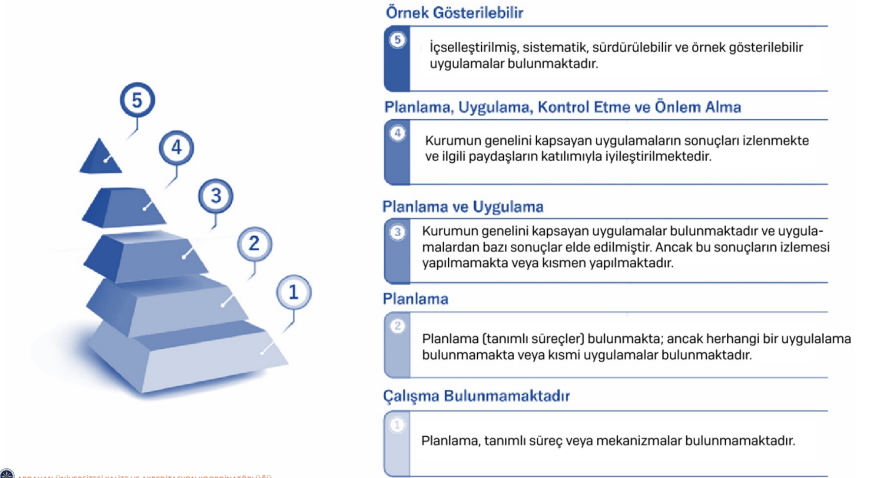 Örnek Gösterilebilir
5
İçselleştirilmiş, sistematik, sürdürülebilir ve örnek gösterilebilir
uygulamalar bulunmaktadır.
Planlama, Uygulama, Kontrol Etme ve Önlem Alma
4
Kurumun genelini kapsayan uygulamaların sonuçları izlenmekte
ve ilgili paydaşların katılımıyla iyileştirilmektedir.
Planlama ve Uygulama
3
Kurumun genelini kapsayan uygulamalar bulunmaktadır ve uygula-
malardan bazı sonuçlar elde edilmiştir. Ancak bu sonuçların izlemesi
yapılmamakta veya kısmen yapılmaktadır.
Planlama
2
Planlama (tanımlı süreçler) bulunmakta; ancak herhangi bir uygulalama
bulunmamakta veya kısmi uygulamalar bulunmaktadır.
Çalışma Bulunmamaktadır
1
Planlama, tanımlı süreç veya mekanizmalar bulunmamaktadır.
5
4
3
2
1